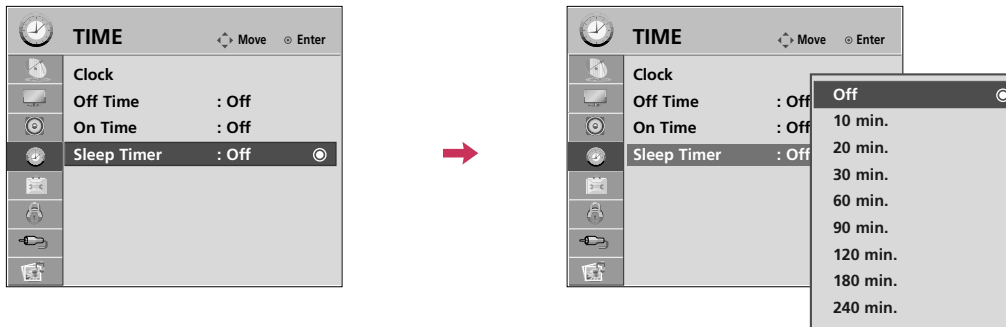 TIME
Move Enter
Clock
Off Time : Off
On Time : Off
Sleep Timer : Off
TIME
Move Enter
Clock
Off Time : Off
On Time : Off
Sleep Timer : Off
Off
10 min.
20 min.
30 min.
60 min.
90 min.
120 min.
180 min.
240 min.